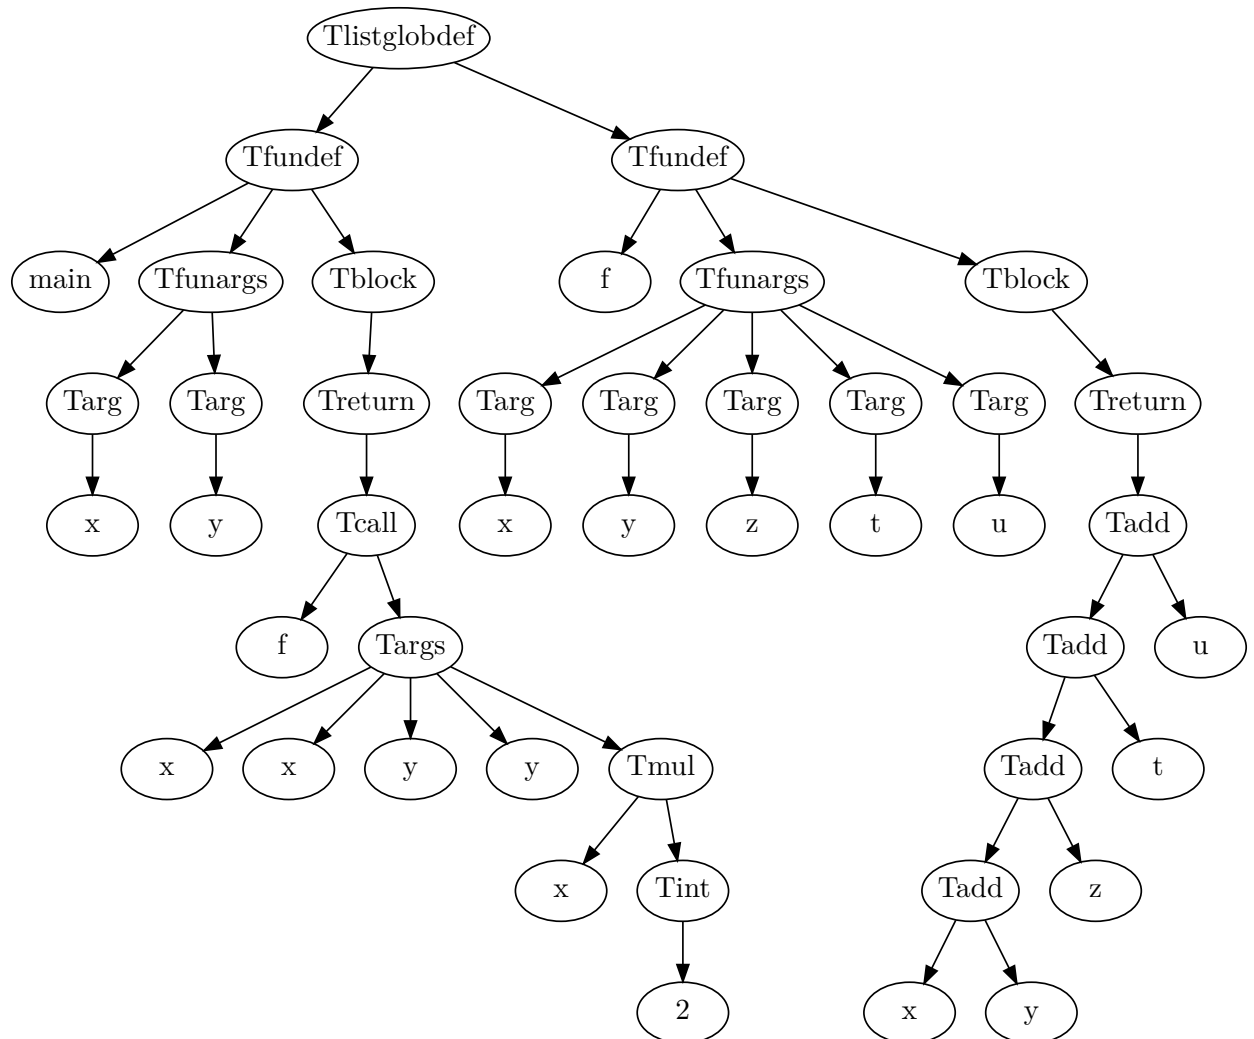 Tlistglobdef
Tfundef Tfundef
main Tfunargs Tblock f Tfunargs Tblock
Targ Targ Treturn Targ Targ Targ Targ Targ Treturn
x y Tcall x y z t u Tadd
f Targs Tadd u
x x y y Tmul Tadd t
x Tint Tadd z
2 x y